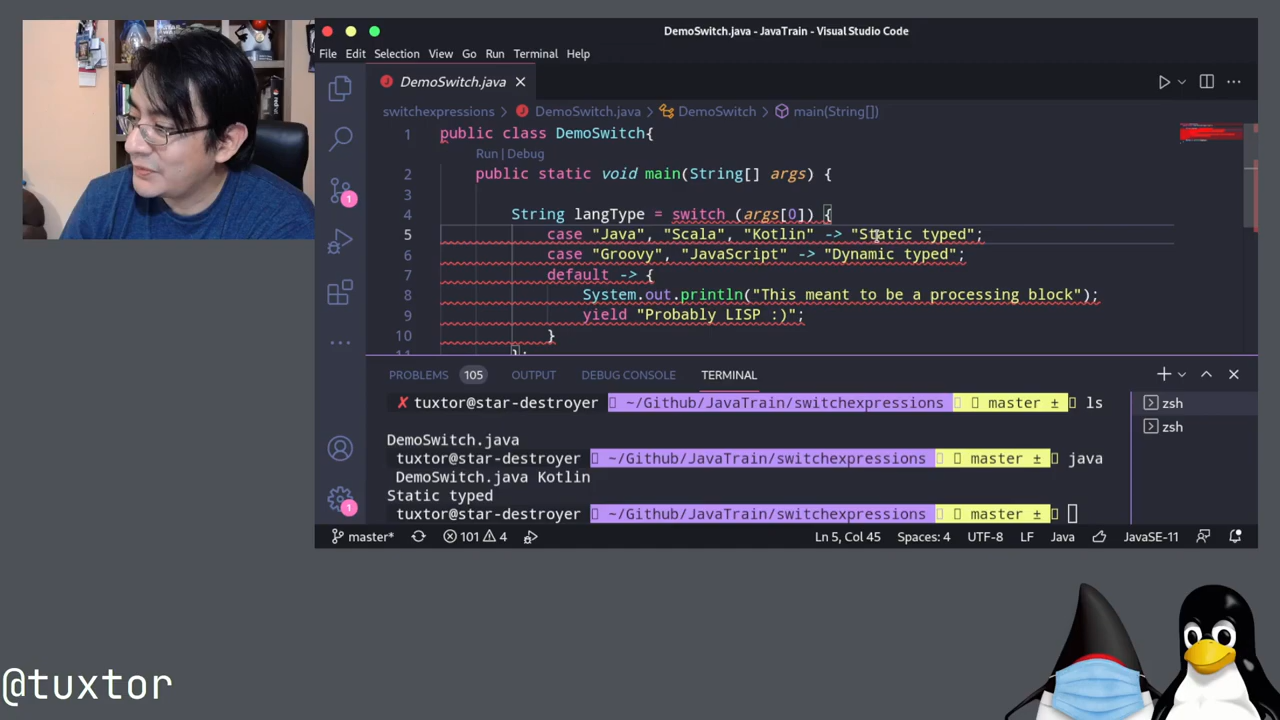 DemoSwitch.java - JavaTrain - Visual Studio Code
File Edit Selection View Go Run Terminal Help
DemoSwitch.java
switchexpressions > DemoSwitch.java > DemoSwitch > main(String[])
1 public class DemoSwitch{
Run | Debug
2 public static void main(String[] args) {
3
4 String langType = switch (args[0]) {
5 case "Java", "Scala", "Kotlin" -> "Static typed";
6 case "Groovy", "JavaScript" -> "Dynamic typed";
7 default -> {
8 System.out.println("This meant to be a processing block");
9 yield "Probably LISP :)";
10 }
11 };
PROBLEMS 105 OUTPUT DEBUG CONSOLE TERMINAL
✘ tuxtor@star-destroyer ~/Github/JavaTrain/switchexpressions master ± ls
DemoSwitch.java
tuxtor@star-destroyer ~/Github/JavaTrain/switchexpressions master ± java
DemoSwitch.java Kotlin
Static typed
tuxtor@star-destroyer ~/Github/JavaTrain/switchexpressions master ±
zsh
zsh
1
1
master* 101 4 Ln 5, Col 45 Spaces: 4 UTF-8 LF Java JavaSE-11
@tuxtor